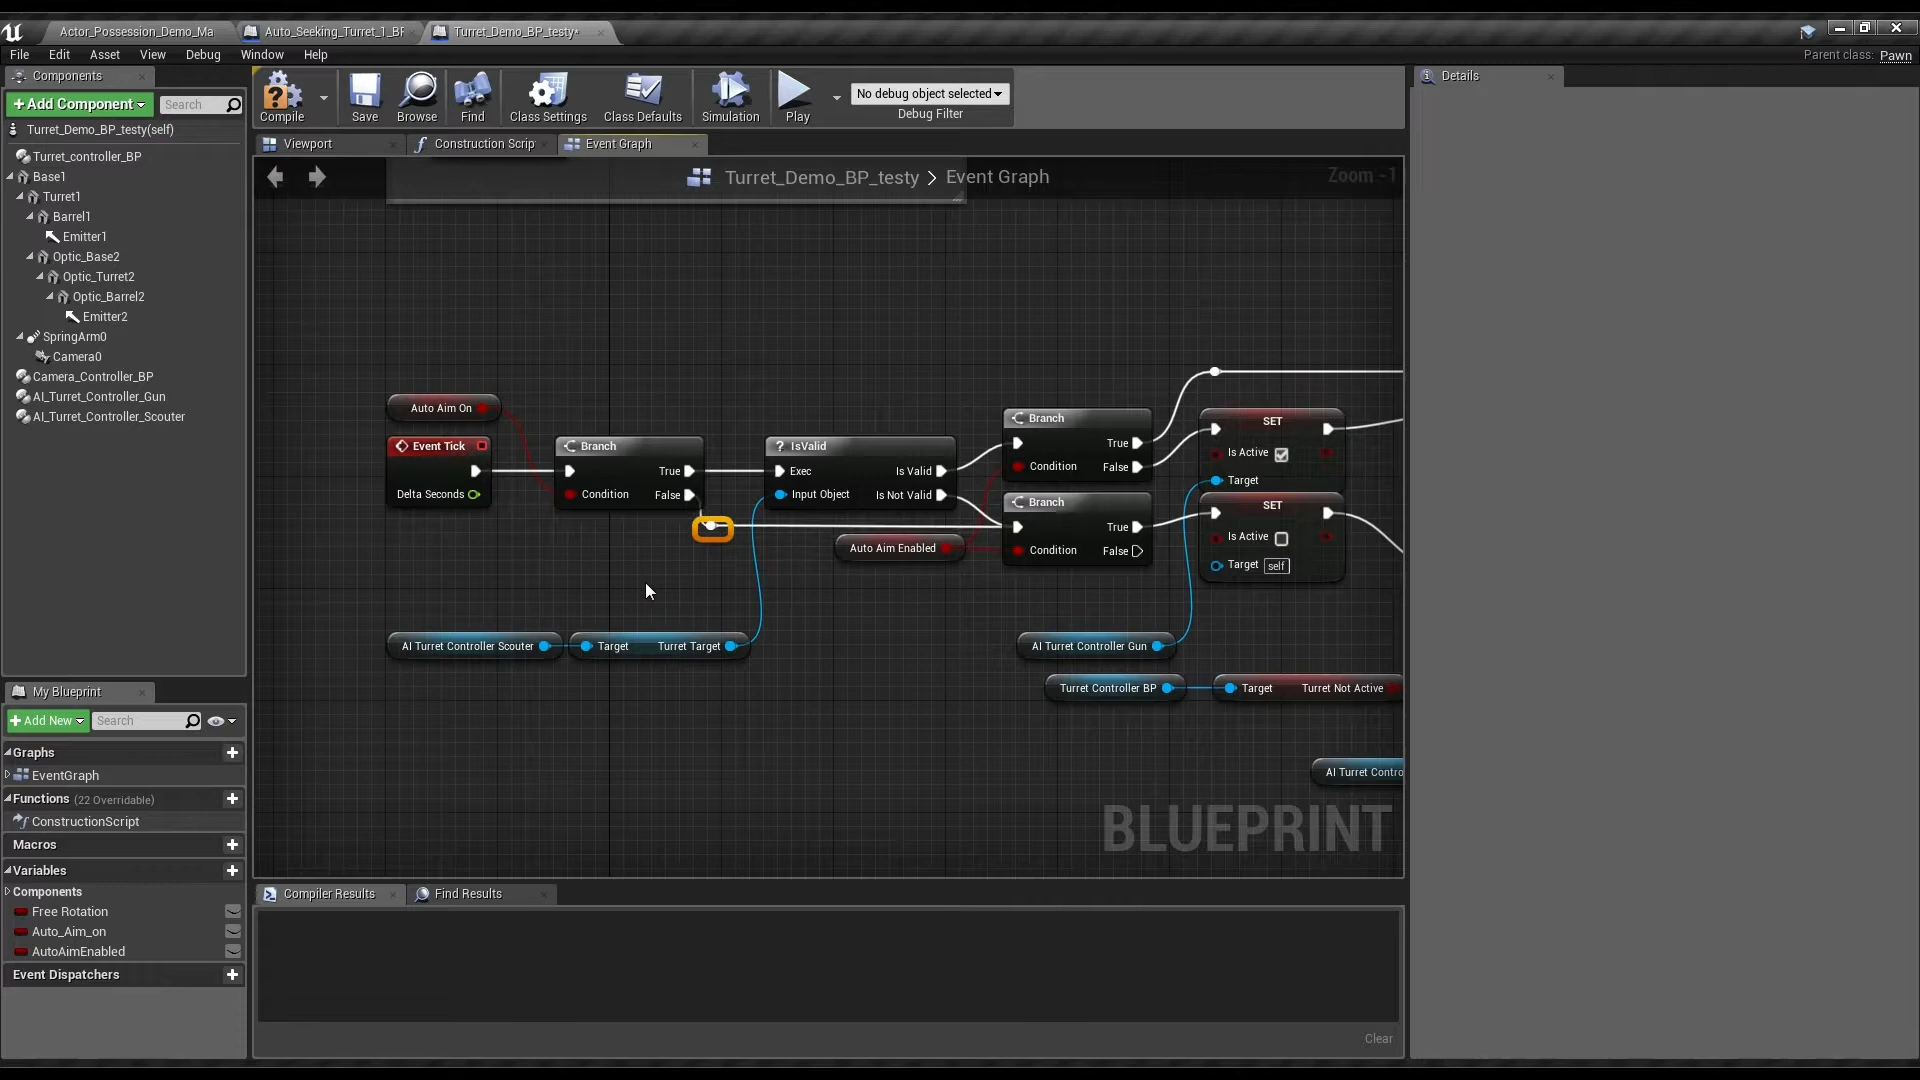 Actor_Possession_Demo_Ma
Auto_Seeking_Turret_1_BF
Turret_Demo_BP_testy*
File Edit Asset View Debug Window Help
Parent class: Pawn
Components
+Add Component
Search
Turret_Demo_BP_testy(self)
Turret_controller_BP
Base1
Turret1
Barrel1
Emitter1
Optic_Base2
Optic_Turret2
Optic_Barrel2
Emitter2
SpringArm0
Camera0
Camera_Controller_BP
AI_Turret_Controller_Gun
AI_Turret_Controller_Scouter
My Blueprint
+Add New
Search
Graphs
EventGraph
Functions (22 Overridable)
ConstructionScript
Macros
Variables
Components
Free Rotation
Auto_Aim_on
AutoAimEnabled
Event Dispatchers
Compile
Save
Browse
Find
Class Settings
Class Defaults
Simulation
Play
No debug object selected
Debug Filter
Viewport
Construction Scrip
Event Graph
Turret_Demo_BP_testy > Event Graph
Zoom -1
Auto Aim On
Event Tick
Delta Seconds
Branch
True
Condition
False
? IsValid
Exec
Is Valid
Input Object
Is Not Valid
Auto Aim Enabled
Branch
True
Condition
False
Branch
True
Condition
False
SET
Is Active
Target
SET
Is Active
Target self
AI Turret Controller Scouter
Target
Turret Target
AI Turret Controller Gun
Turret Controller BP
Target
Turret Not Active
AI Turret Contro
BLUEPRINT
Compiler Results
Find Results
Clear
Details